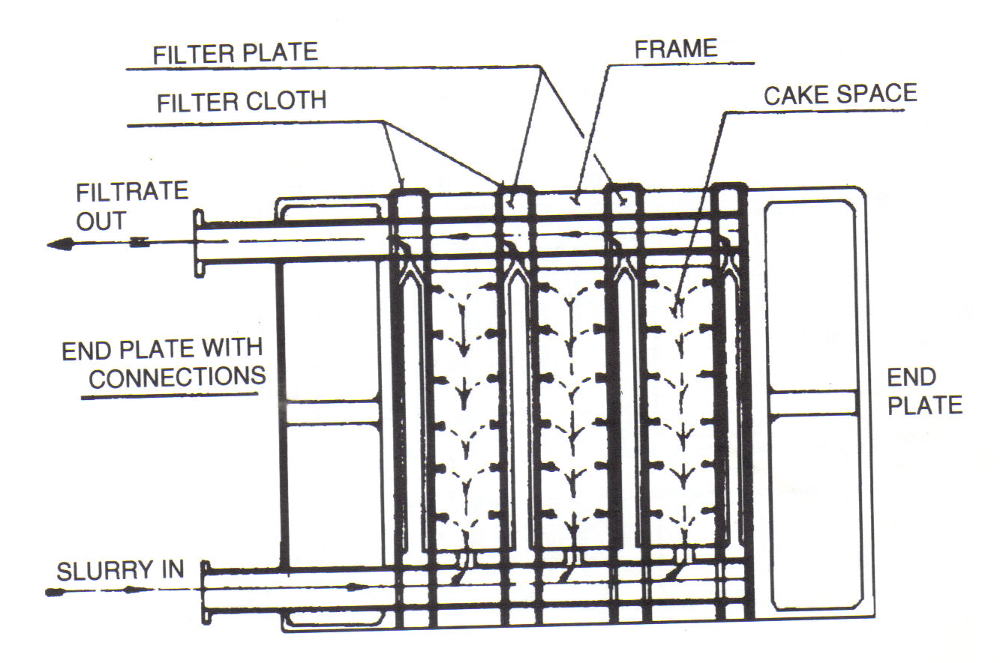 FILTER PLATE
FRAME
FILTER CLOTH
CAKE SPACE
FILTRATE
OUT
END PLATE WITH
CONNECTIONS
END
PLATE
SLURRY IN